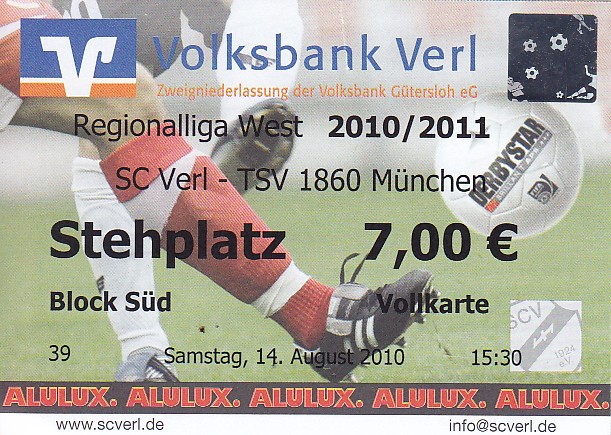 Volksbank Verl
Zweigniederlassung der Volksbank Gütersloh eG
Regionalliga West 2010/2011
SC Verl - TSV 1860 München
DERBYSTAR
Stehplatz 7,00 €
Block Süd Vollkarte
SCV
1924
e.V.
39 Samstag, 14. August 2010 15:30
ALULUX. ALULUX. ALULUX. ALULUX. ALULUX.
www.scverl.de info@scverl.de